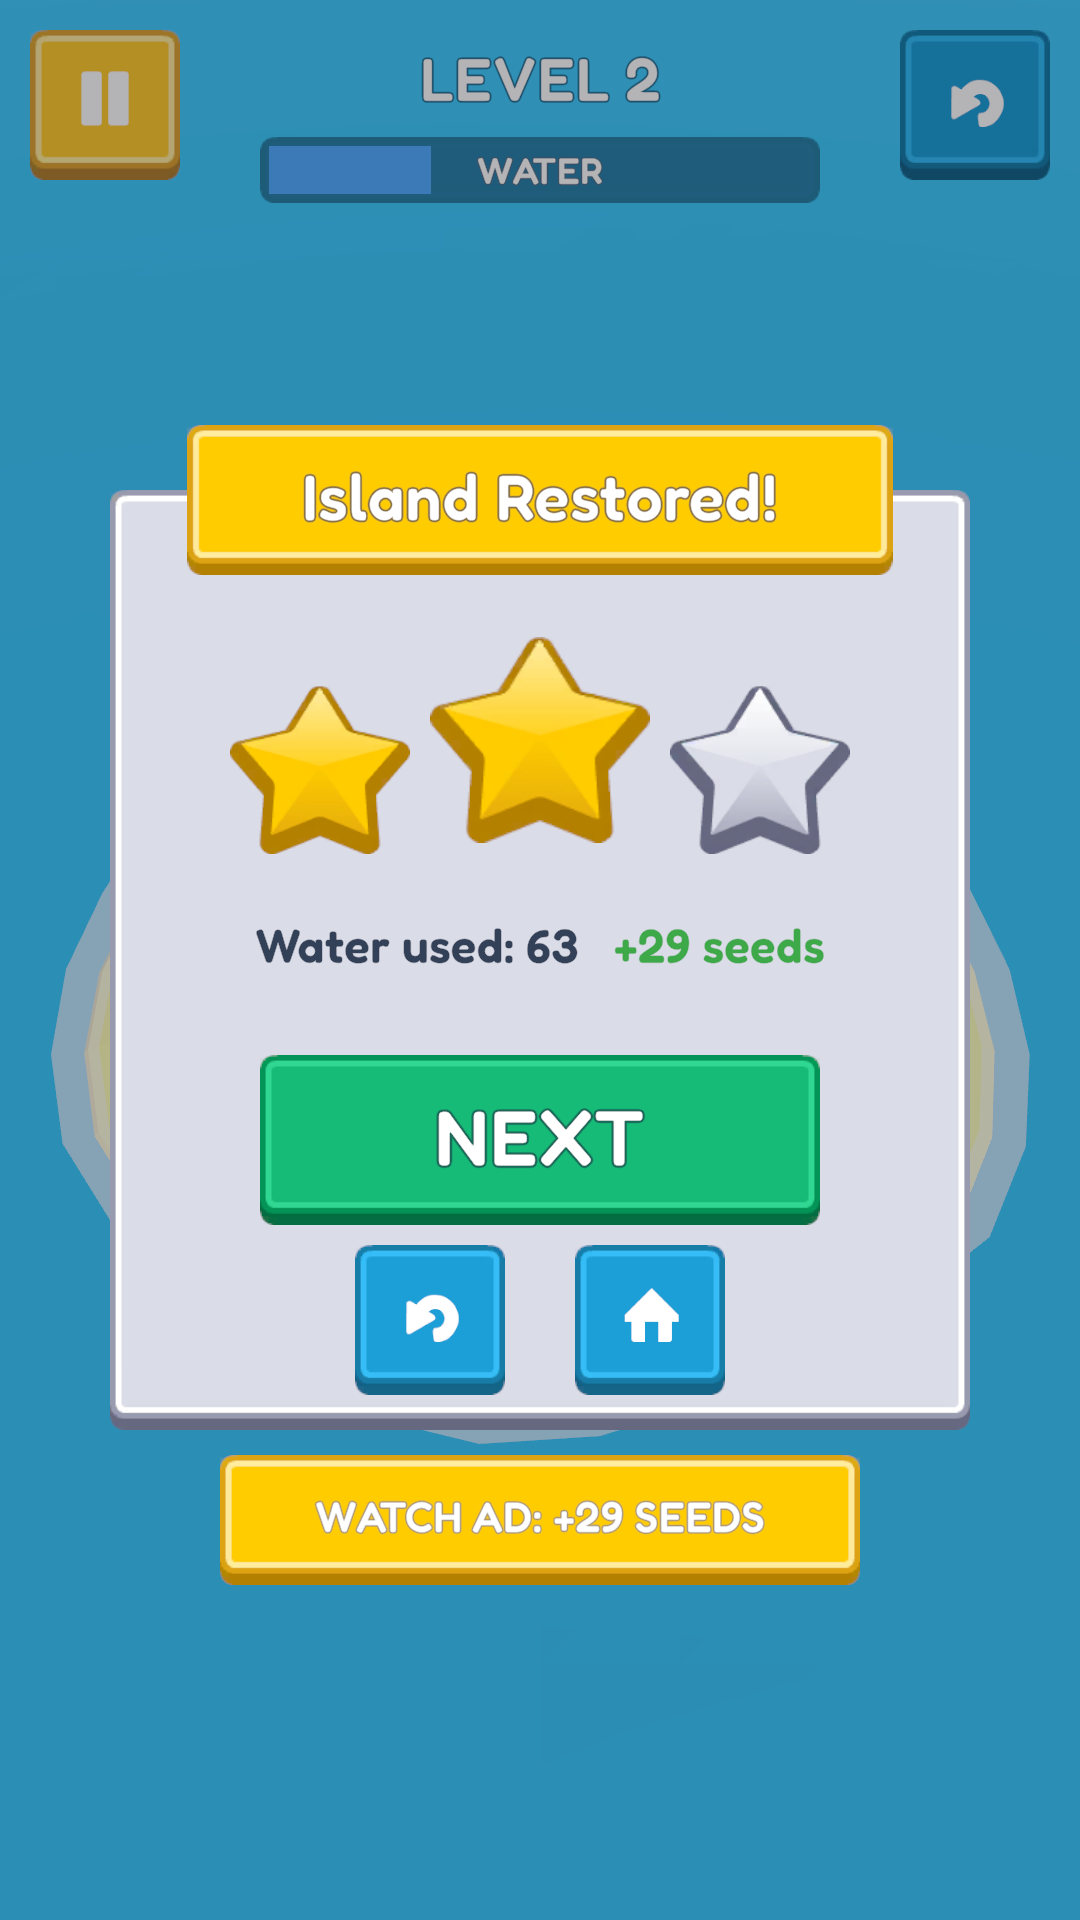 LEVEL 2
WATER
Island Restored!
Water used: 63 +29 seeds
NEXT
WATCH AD: +29 SEEDS